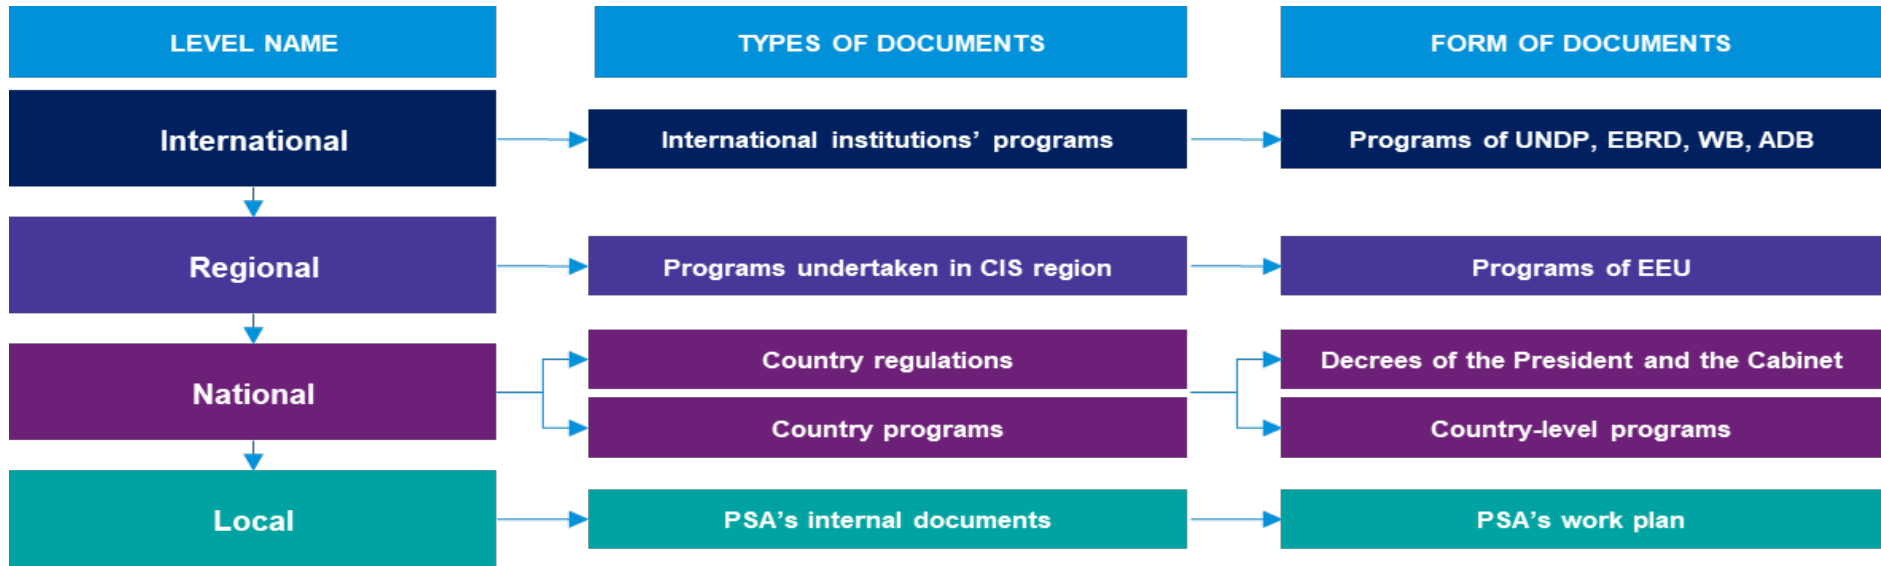 LEVEL NAME
TYPES OF DOCUMENTS
FORM OF DOCUMENTS
International
International institutions’ programs
Programs of UNDP, EBRD, WB, ADB
Regional
Programs undertaken in CIS region
Programs of EEU
National
Country regulations
Decrees of the President and the Cabinet
Country programs
Country-level programs
Local
PSA’s internal documents
PSA’s work plan